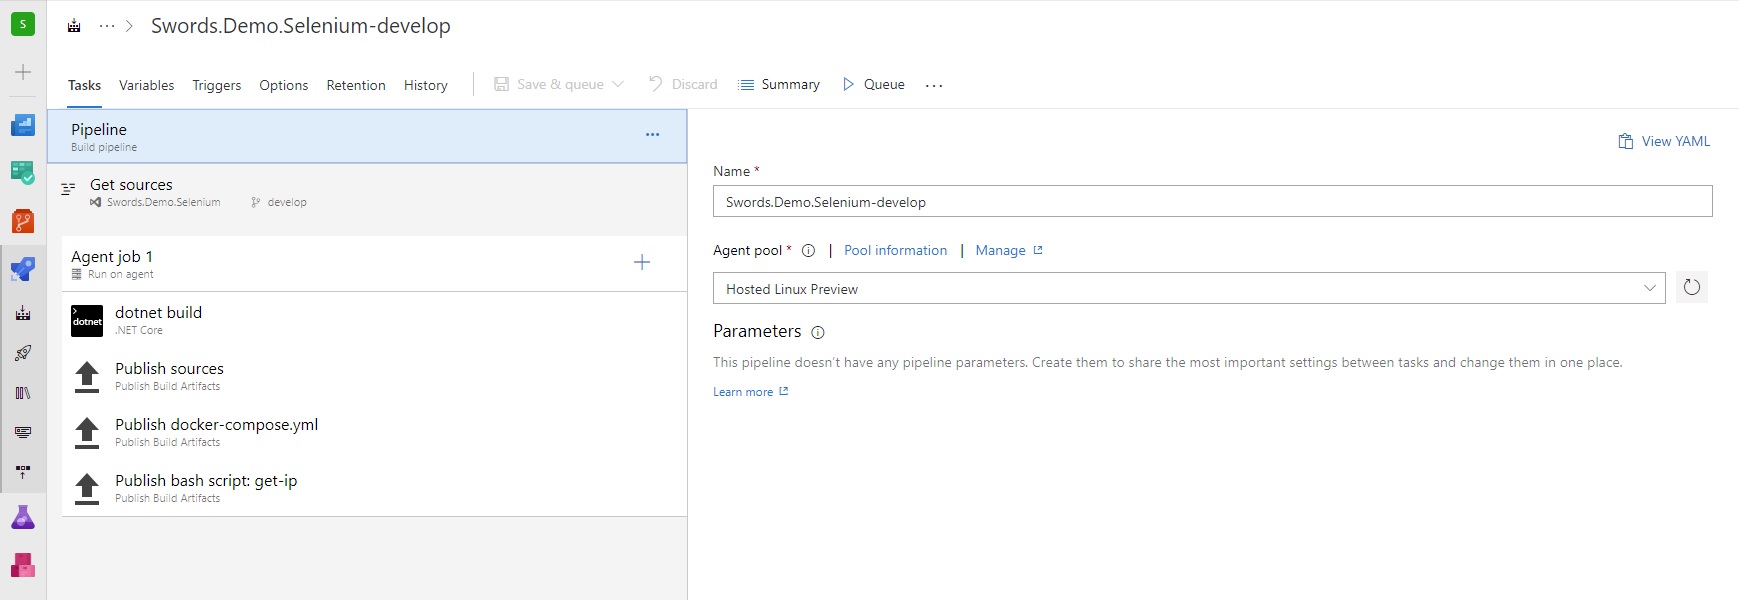 S
Swords.Demo.Selenium-develop
Tasks Variables Triggers Options Retention History Save & queue Discard Summary Queue
Pipeline
Build pipeline
Get sources
Swords.Demo.Selenium develop
Agent job 1
Run on agent
dotnet
dotnet build
.NET Core
Publish sources
Publish Build Artifacts
Publish docker-compose.yml
Publish Build Artifacts
Publish bash script: get-ip
Publish Build Artifacts
View YAML
Name *
Swords.Demo.Selenium-develop
Agent pool * | Pool information | Manage
Hosted Linux Preview
Parameters
This pipeline doesn't have any pipeline parameters. Create them to share the most important settings between tasks and change them in one place.
Learn more